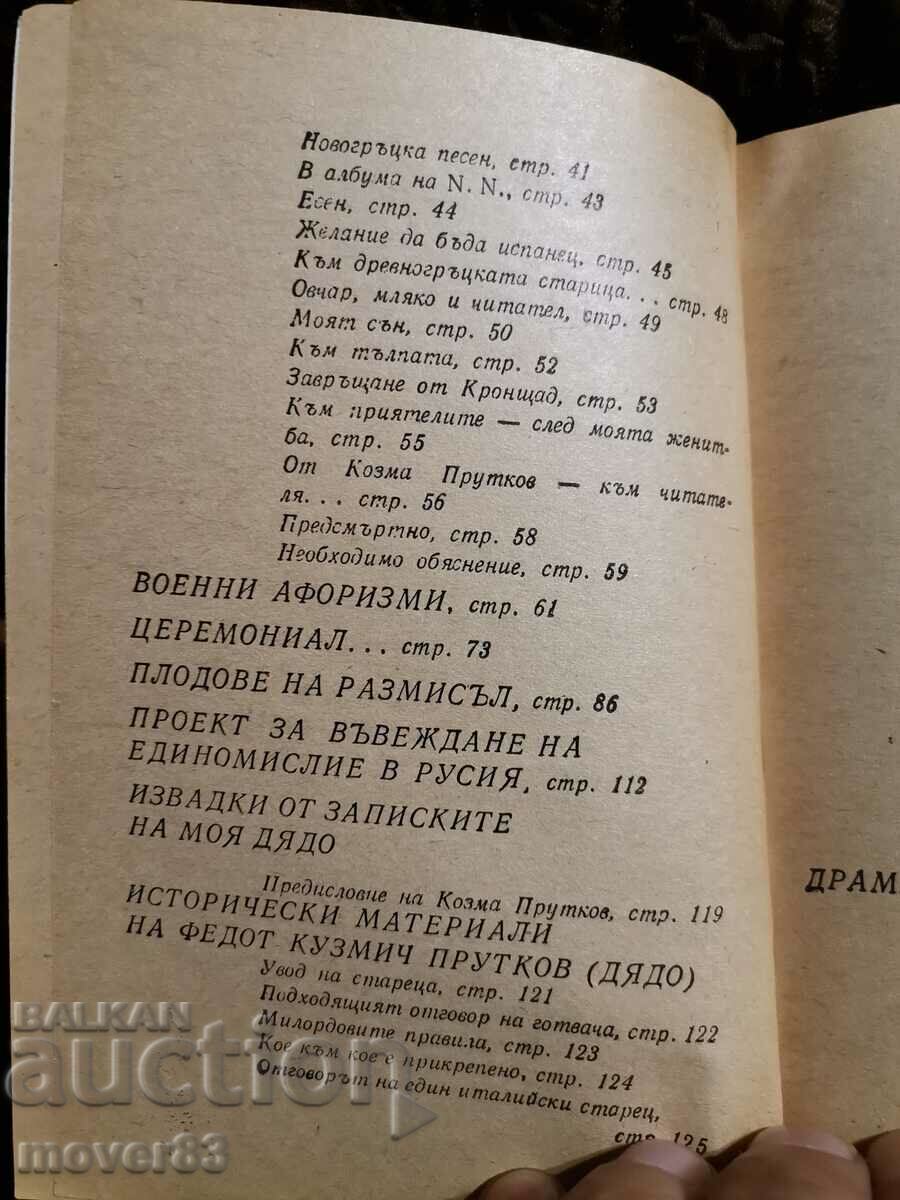 Новогръцка песен, стр. 41
В албума на N. N., стр. 43
Есен, стр. 44
Желание да бъда испанец, стр. 45
Към древногръцката старица... стр. 48
Овчар, мляко и читател, стр. 49
Моят сън, стр. 50
Към тълпата, стр. 52
Завръщане от Кронщад, стр. 53
Към приятелите — след моята женит-
ба, стр. 55
От Козма Прутков — към читате-
ля... стр. 56
Предсмъртно, стр. 58
Необходимо обяснение, стр. 59
ВОЕННИ АФОРИЗМИ, стр. 61
ЦЕРЕМОНИАЛ... стр. 73
ПЛОДОВЕ НА РАЗМИСЪЛ, стр. 86
ПРОЕКТ ЗА ВЪВЕЖДАНЕ НА
ЕДИНОМИСЛИЕ В РУСИЯ, стр. 112
ИЗВАДКИ ОТ ЗАПИСКИТЕ
НА МОЯ ДЯДО
Предисловие на Козма Прутков, стр. 119
ИСТОРИЧЕСКИ МАТЕРИАЛИ
НА ФЕДОТ КУЗМИЧ ПРУТКОВ (ДЯДО)
Увод на стареца, стр. 121
Подходящият отговор на готвача, стр. 122
Милордовите правила, стр. 123
Кое към кое е прикрепено, стр. 124
Отговорът на един италийски старец,
стр. 125
ДРАМ
BALKAN
auction
mover83